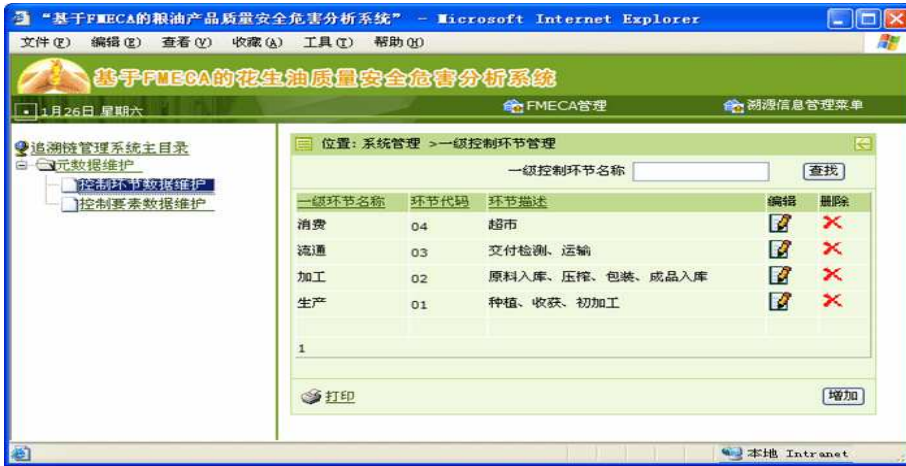 “基于FMECA的粮油产品质量安全危害分析系统” - Microsoft Internet Explorer
文件(F) 编辑(E) 查看(V) 收藏(A) 工具(T) 帮助(H)
基于FMECA的花生油质量安全危害分析系统
1月26日 星期六 FMECA管理 溯源信息管理菜单
追溯链管理系统主目录
元数据维护
控制环节数据维护
控制要素数据维护
位置: 系统管理 >一级控制环节管理
一级控制环节名称 查找
一级环节名称 环节代码 环节描述 编辑 删除
消费 04 超市
流通 03 交付检测、运输
加工 02 原料入库、压榨、包装、成品入库
生产 01 种植、收获、初加工
1
打印 增加
本地 Intranet